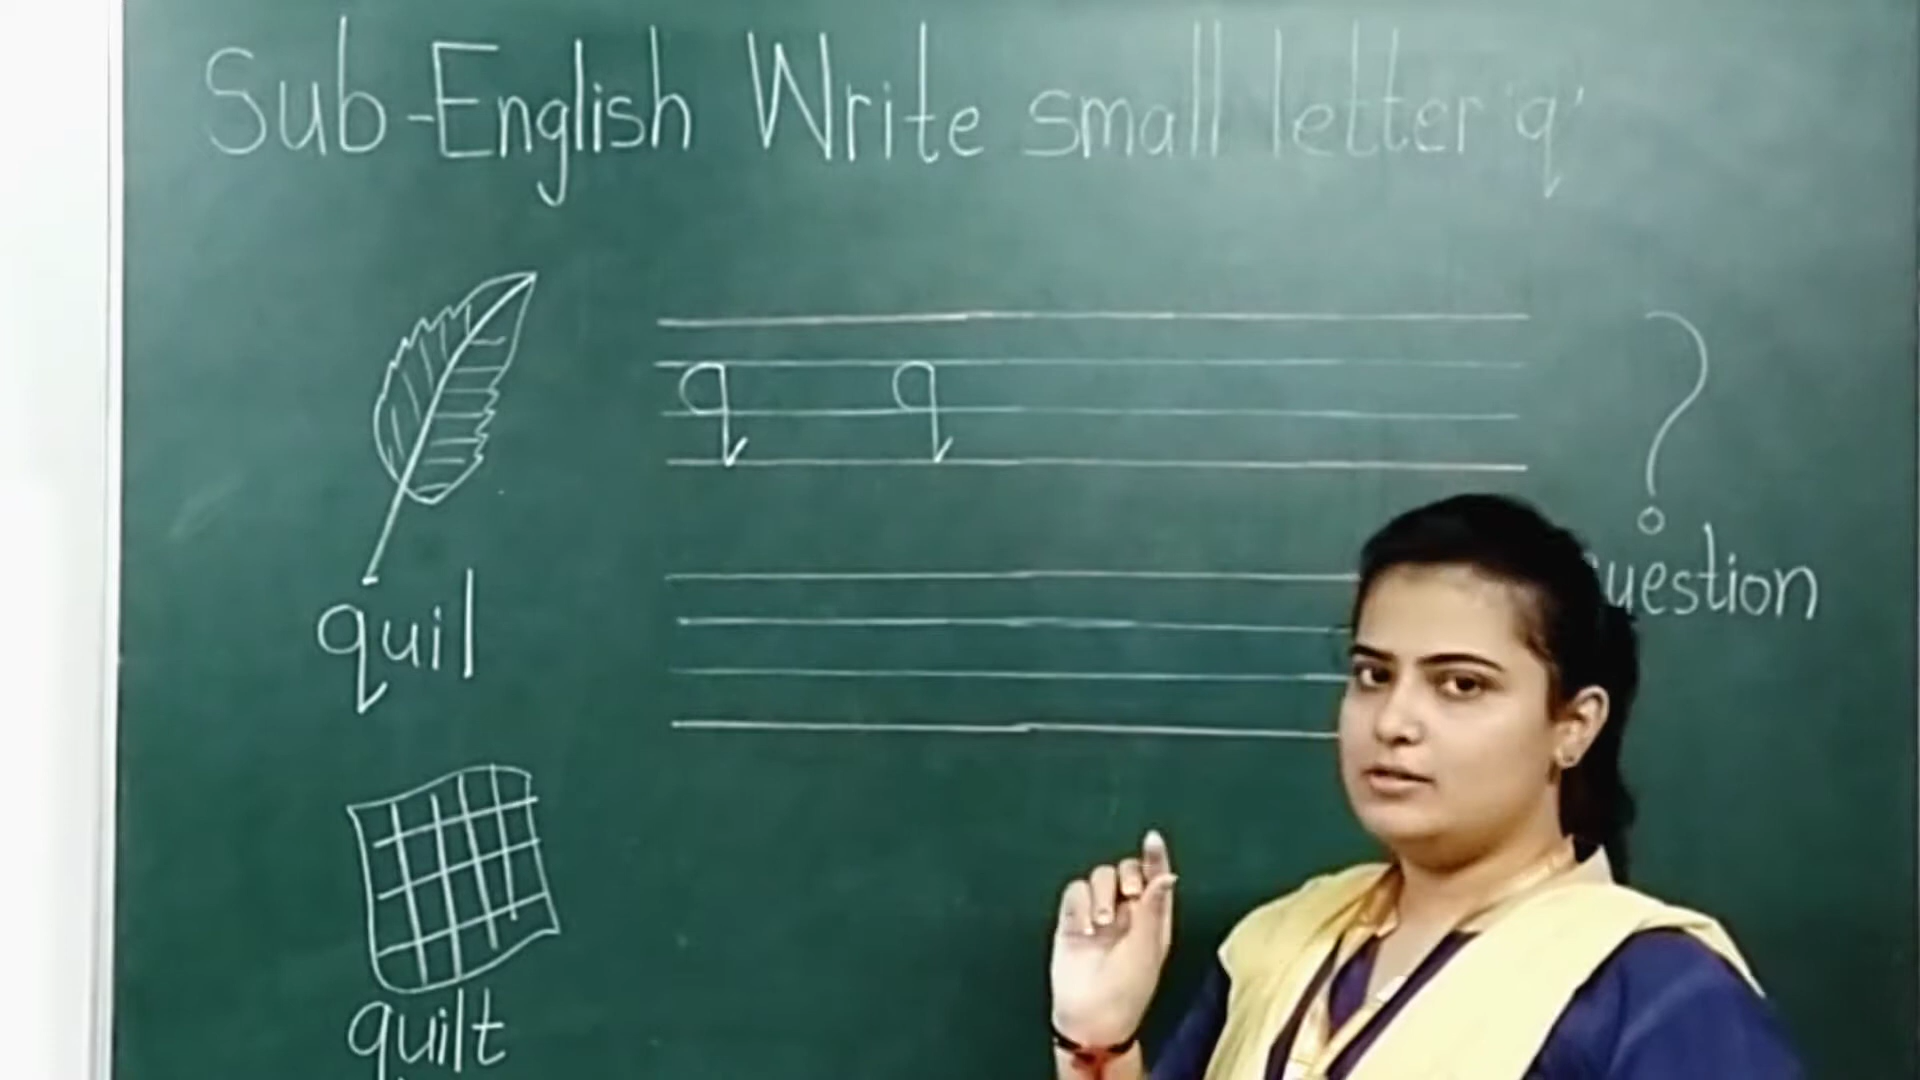 Sub-English Write small letter 'q'
q q
?
uestion
quil
quilt